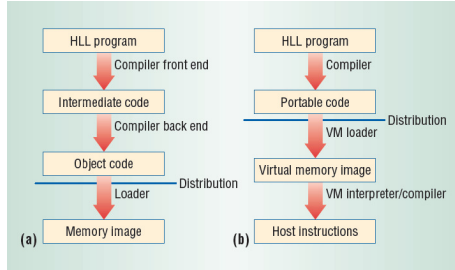 HLL program
Compiler front end
Intermediate code
Compiler back end
Object code
Distribution
Loader
Memory image
(a)
HLL program
Compiler
Portable code
Distribution
VM loader
Virtual memory image
VM interpreter/compiler
Host instructions
(b)